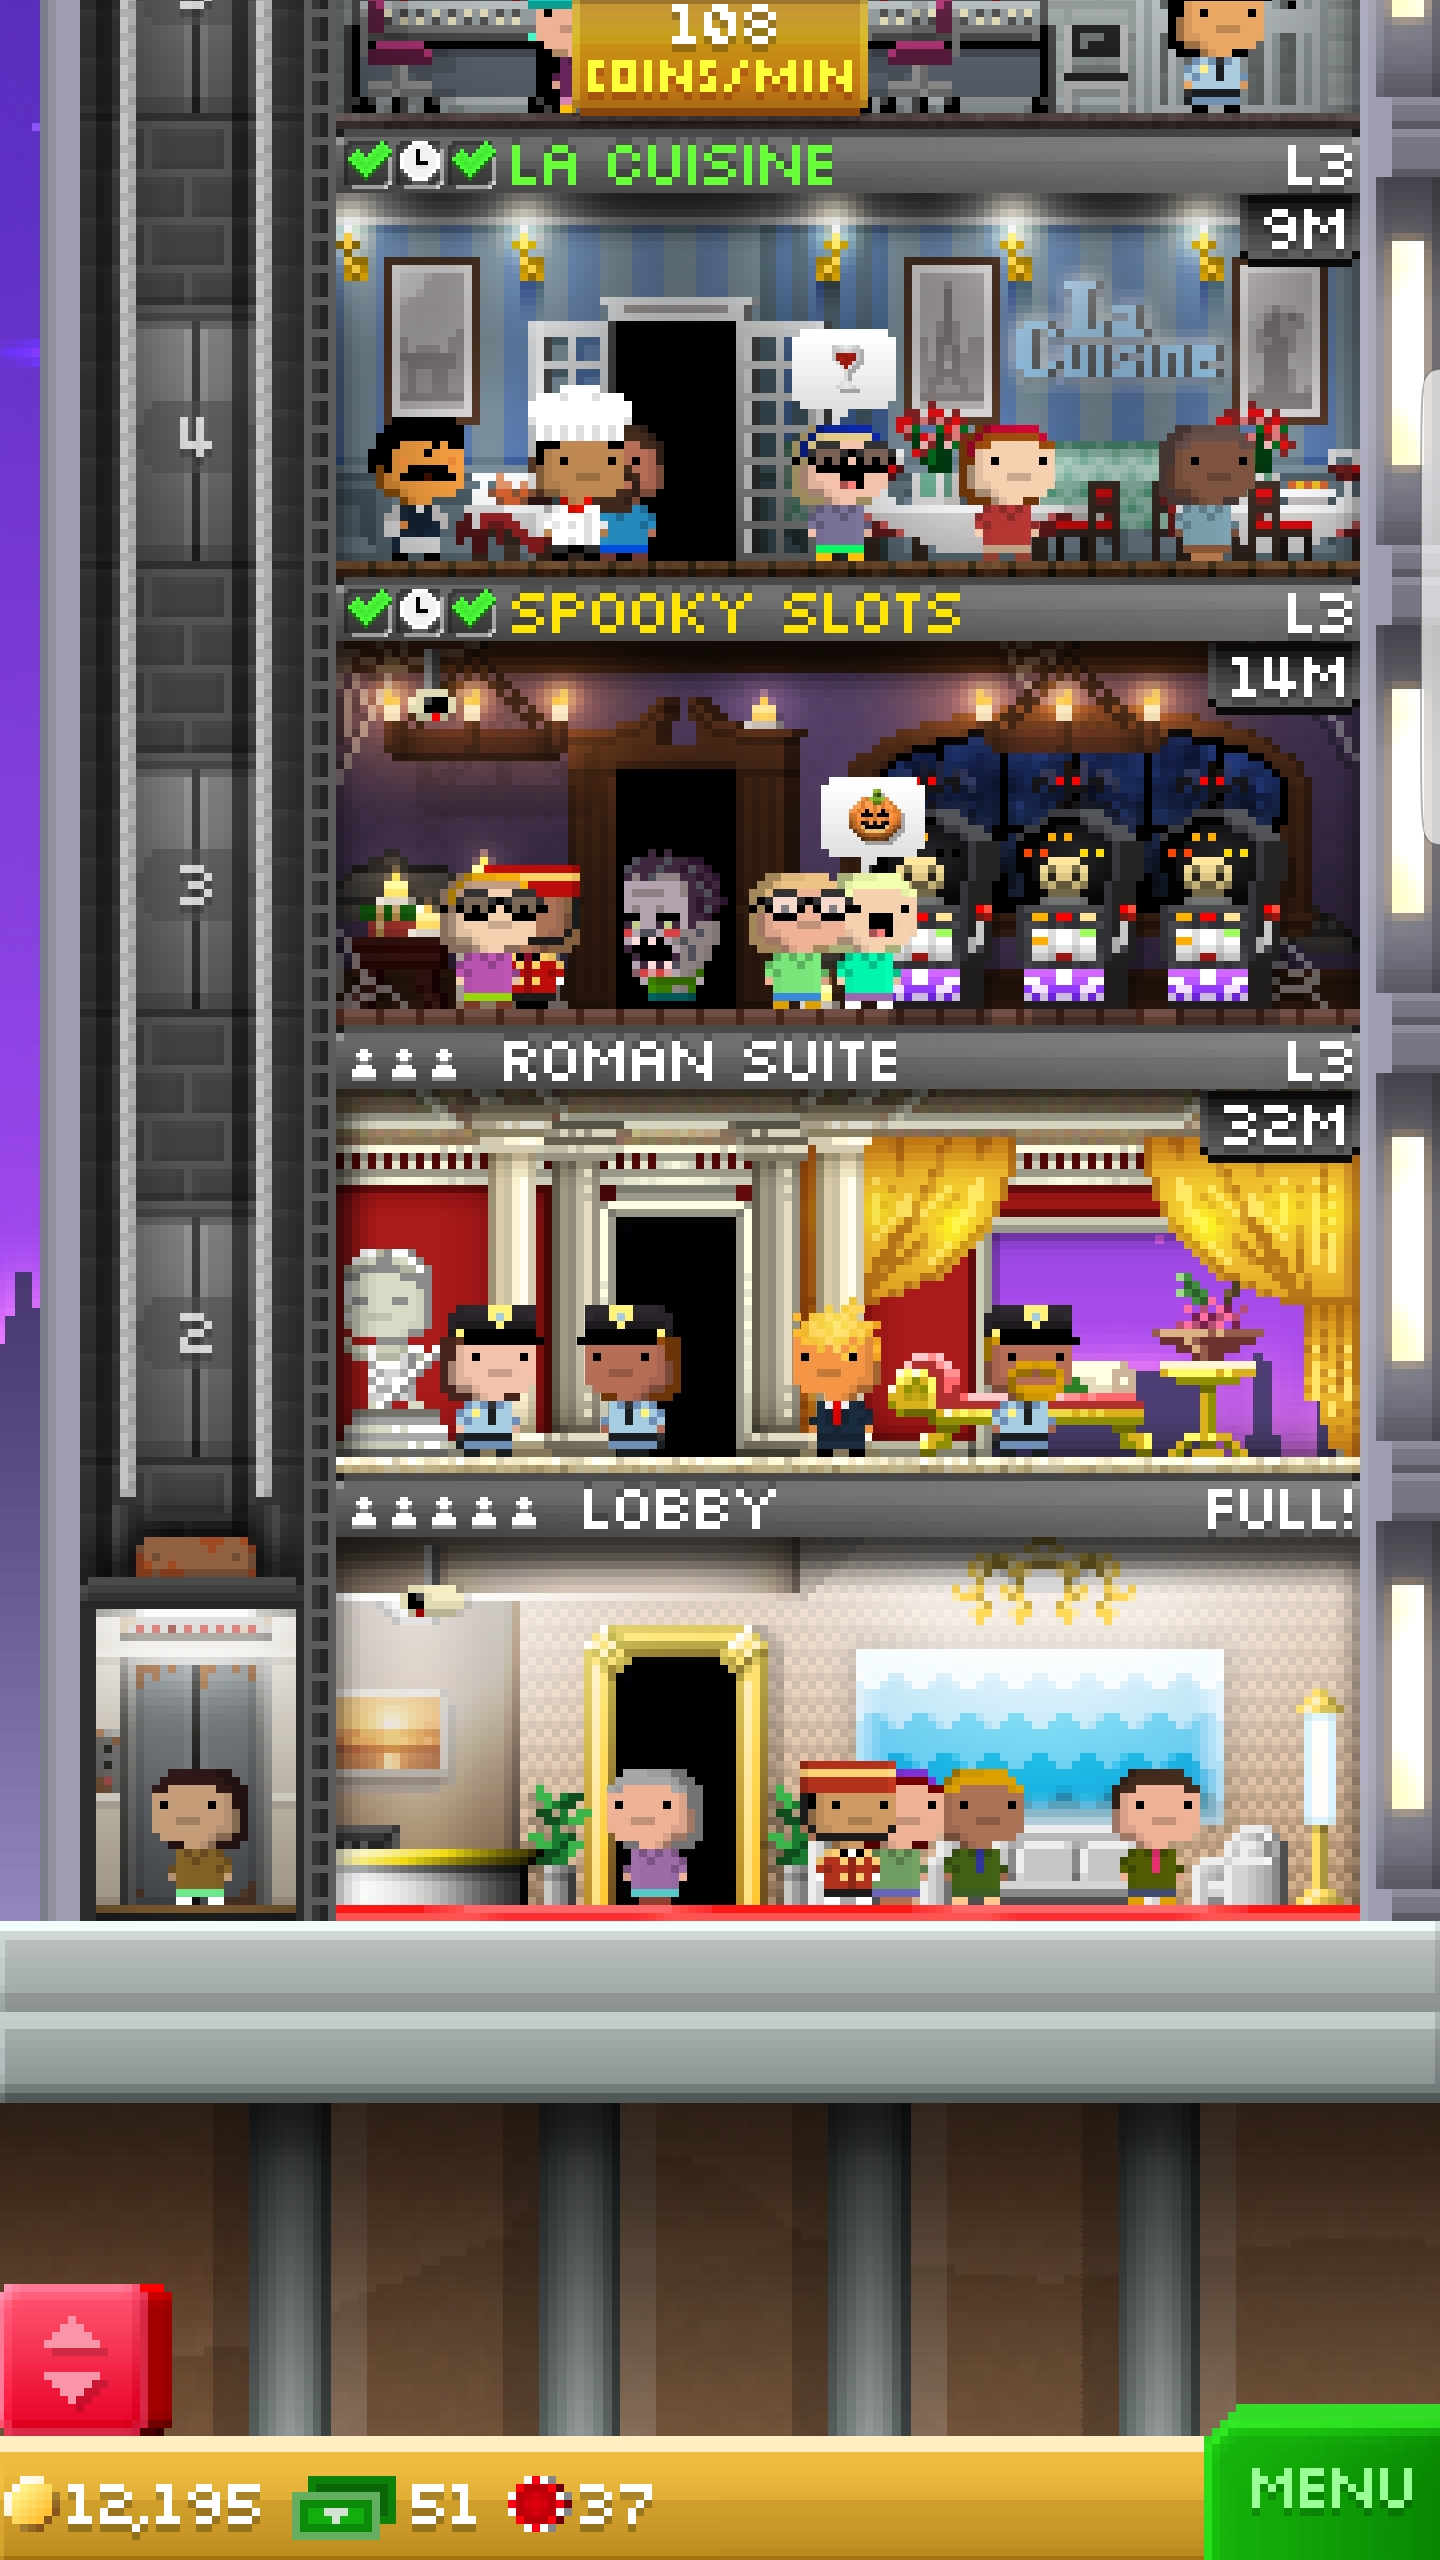 108
COINS/MIN
LA CUISINE L3
9M
La
Cuisine
4
SPOOKY SLOTS L3
14M
3
ROMAN SUITE L3
32M
2
LOBBY FULL!
12,195 51 37
MENU